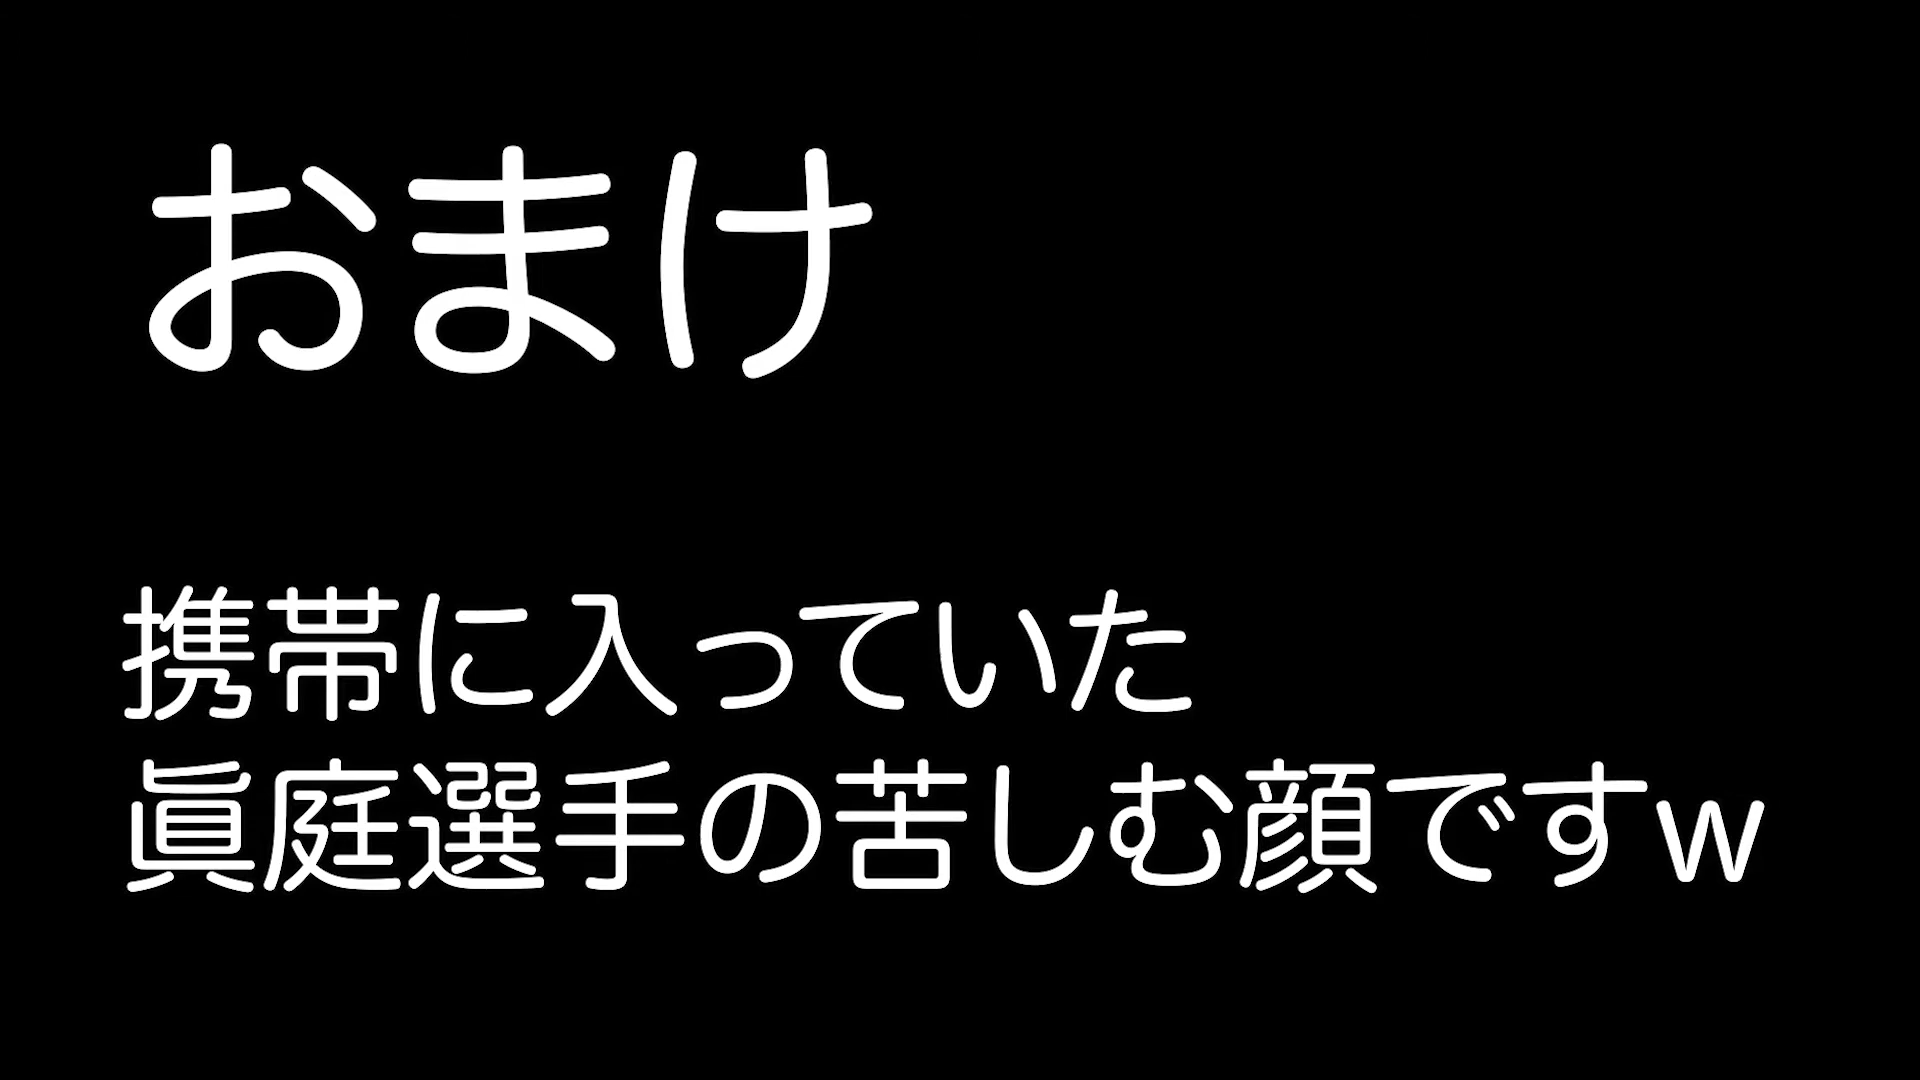 おまけ
携帯に入っていた
眞庭選手の苦しむ顔ですw